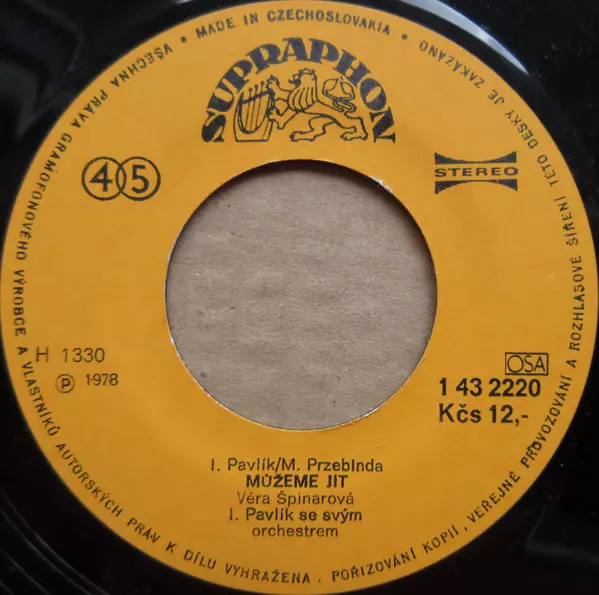 • MADE IN CZECHOSLOVAKIA •
VŠECHNA PRÁVA GRAMOFONOVÉHO VÝROBCE A VLASTNÍKŮ AUTORSKÝCH PRÁV K DÍLU VYHRAŽENA • POŘIZOVÁNÍ KOPIÍ, VEŘEJNÉ PROVOZOVÁNÍ A ROZHLASOVÉ ŠÍŘENÍ TÉTO DESKY JE ZAKÁZÁNO
SUPRAPHON
45
STEREO
H 1330
Ⓟ 1978
OSA
1 43 2220
Kčs 12,-
I. Pavlík/M. Przebinda
MŮŽEME JÍT
Věra Špinarová
I. Pavlík se svým
orchestrem